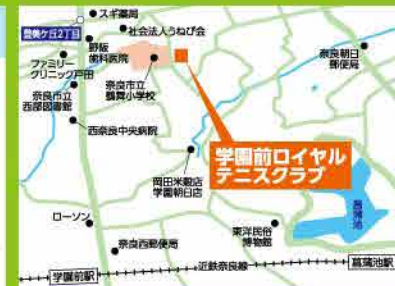 スギ薬局
登美ケ丘2丁目
社会法人うねび会
野阪
歯科医院
奈良朝日
郵便局
ファミリー
クリニック戸田
奈良市立
鶴舞小学校
奈良市立
西部図書館
西奈良中央病院
学園前ロイヤル
テニスクラブ
岡田米穀店
学園朝日店
菖蒲池
ローソン
東洋民俗
博物館
奈良西郵便局
近鉄奈良線
学園前駅
菖蒲池駅